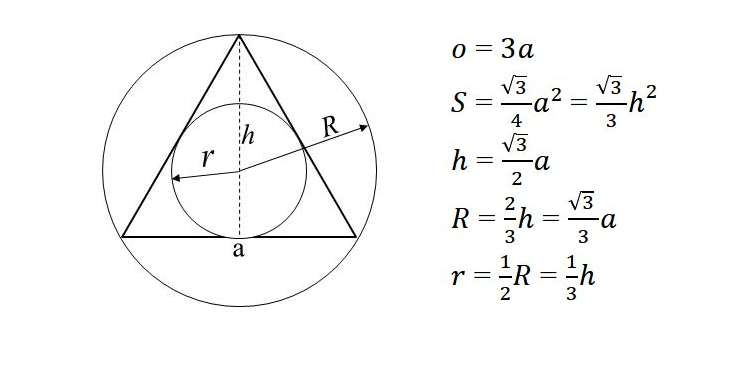 h
R
r
a
o = 3a
S = √3/4 a² = √3/3 h²
h = √3/2 a
R = 2/3 h = √3/3 a
r = 1/2 R = 1/3 h